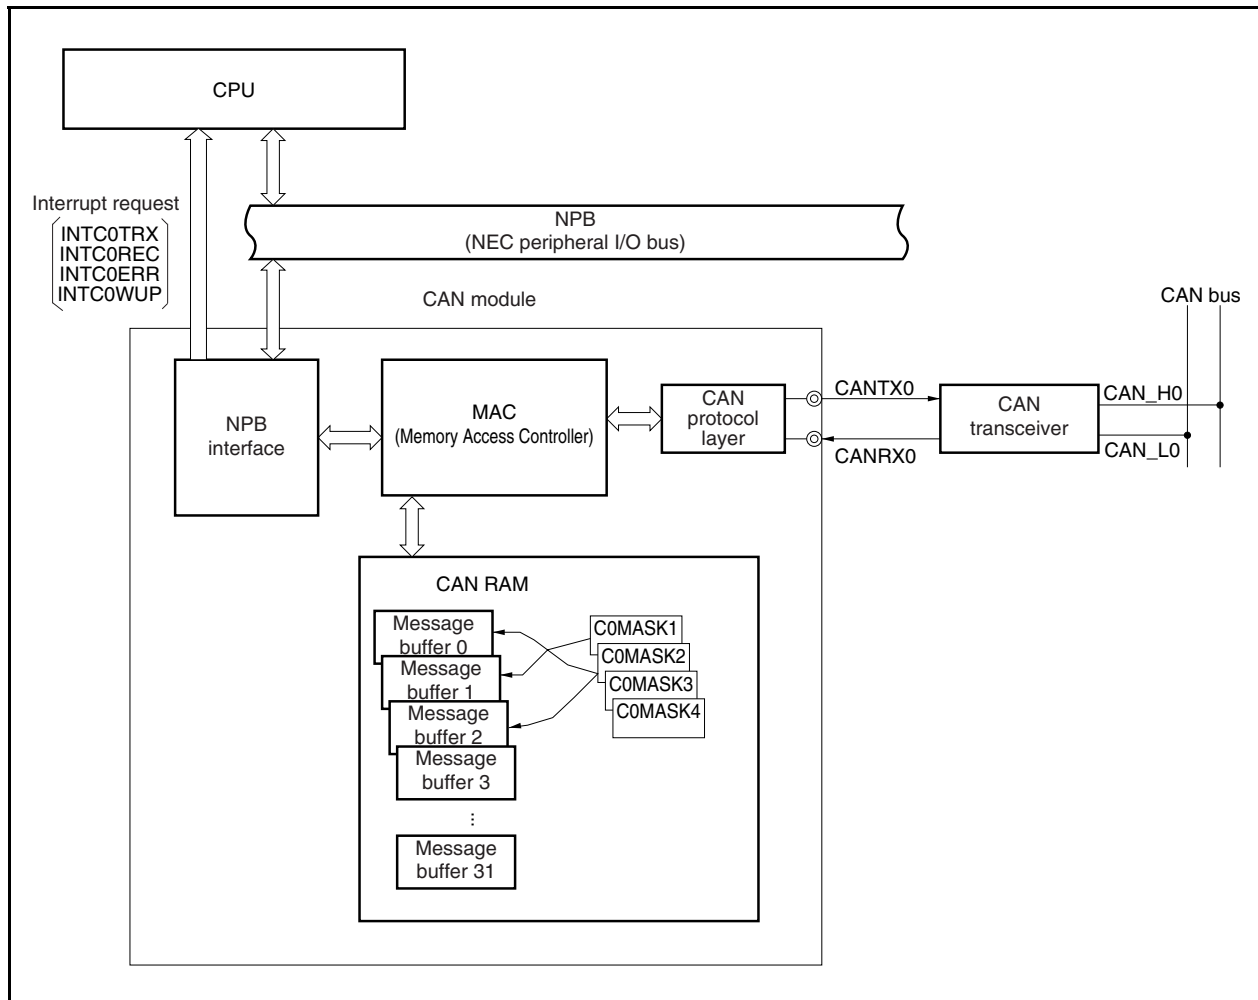 CPU
Interrupt request
INTC0TRX
INTC0REC
INTC0ERR
INTC0WUP
NPB
(NEC peripheral I/O bus)
CAN module
CAN bus
NPB
interface
MAC
(Memory Access Controller)
CAN
protocol
layer
CANTX0
CANRX0
CAN
transceiver
CAN_H0
CAN_L0
CAN RAM
Message
buffer 0
Message
buffer 1
Message
buffer 2
Message
buffer 3
...
Message
buffer 31
C0MASK1
C0MASK2
C0MASK3
C0MASK4